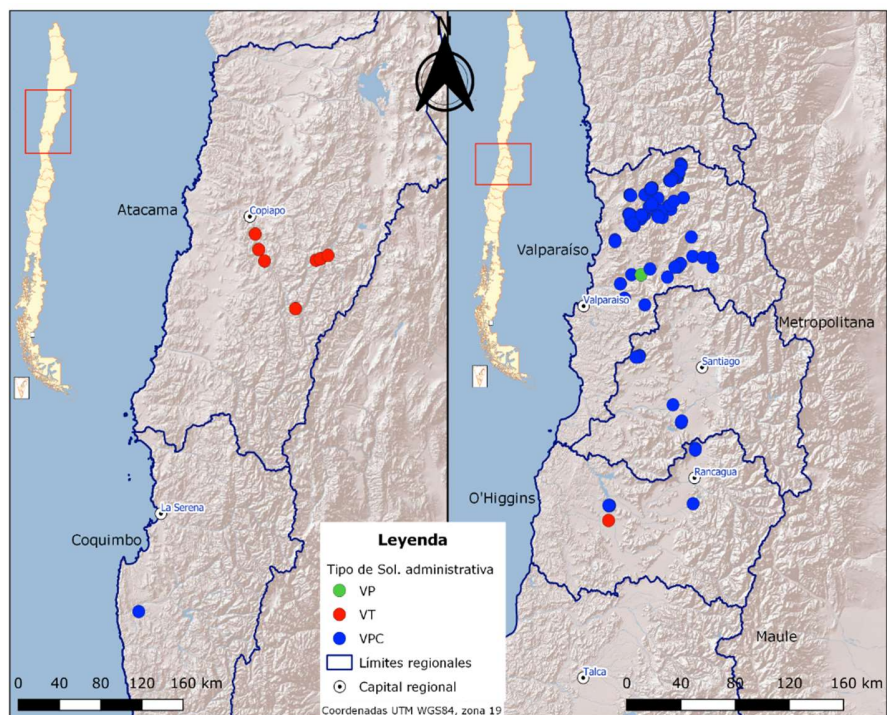 N
Atacama
Copiapo
Coquimbo
La Serena
0 40 80 120 160 km
Leyenda
Tipo de Sol. administrativa
VP
VT
VPC
Límites regionales
Capital regional
Coordenadas UTM WGS84, zona 19
Valparaíso
Valparaiso
Metropolitana
Santiago
Rancagua
O'Higgins
Maule
Talca
0 40 80 120 160 km